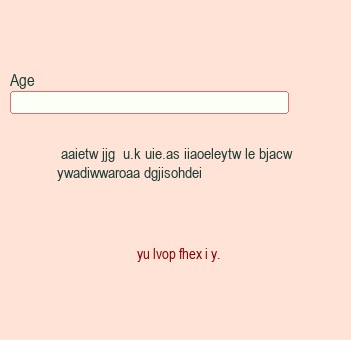 Age
aaietw jjg  u.k uie.as iiaoeleytw le bjacw
ywadiwwaroaa dgjisohdei
yu lvop fhex i y.